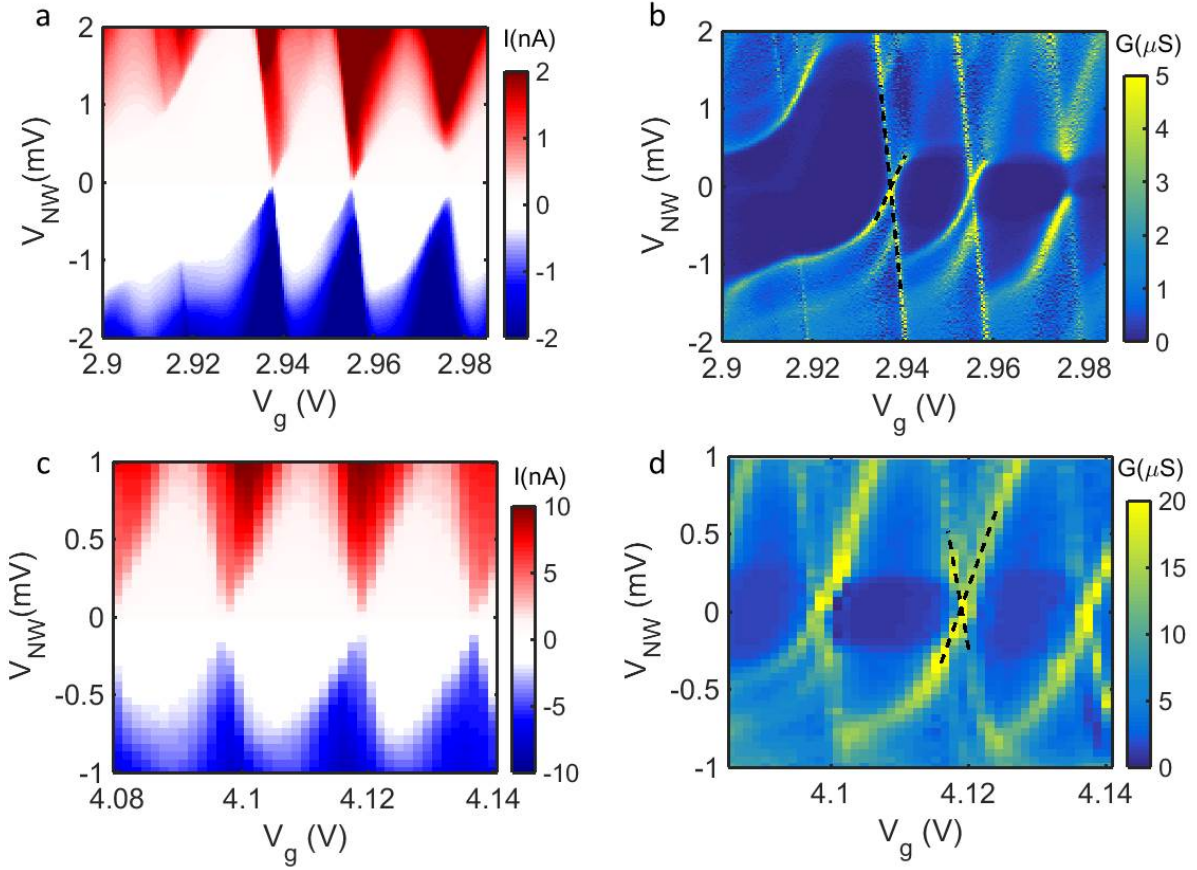 a
I(nA)
2
1
0
-1
-2
V_NW(mV)
2
1
0
-1
-2
2.9 2.92 2.94 2.96 2.98
V_g (V)
b
G(μS)
5
4
3
2
1
0
V_NW (mV)
2
1
0
-1
-2
2.9 2.92 2.94 2.96 2.98
V_g (V)
c
I(nA)
10
5
0
-5
-10
V_NW(mV)
1
0.5
0
-0.5
-1
4.08 4.1 4.12 4.14
V_g (V)
d
G(μS)
20
15
10
5
0
V_NW (mV)
1
0.5
0
-0.5
-1
4.1 4.12 4.14
V_g (V)